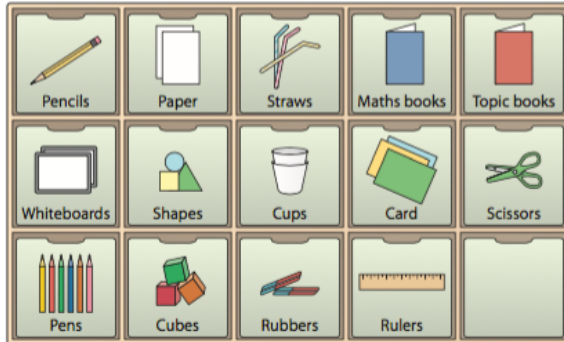 Pencils
Paper
Straws
Maths books
Topic books
Whiteboards
Shapes
Cups
Card
Scissors
Pens
Cubes
Rubbers
Rulers